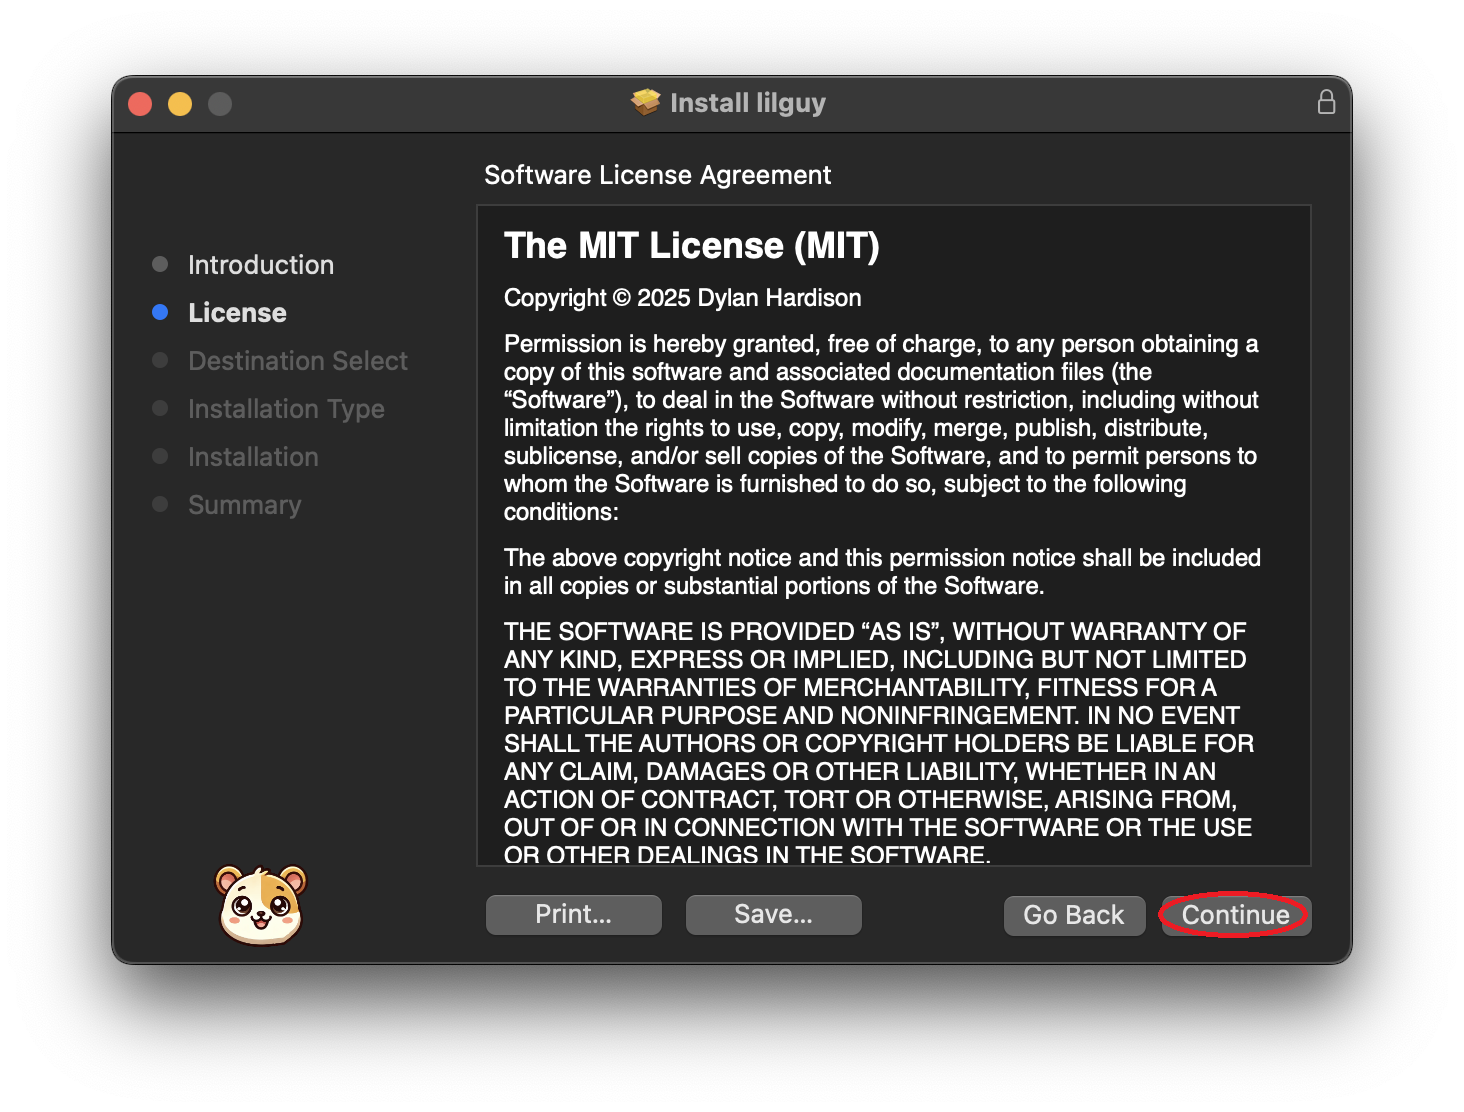 Install lilguy
Software License Agreement
Introduction
License
Destination Select
Installation Type
Installation
Summary
The MIT License (MIT)
Copyright © 2025 Dylan Hardison
Permission is hereby granted, free of charge, to any person obtaining a
copy of this software and associated documentation files (the
“Software”), to deal in the Software without restriction, including without
limitation the rights to use, copy, modify, merge, publish, distribute,
sublicense, and/or sell copies of the Software, and to permit persons to
whom the Software is furnished to do so, subject to the following
conditions:
The above copyright notice and this permission notice shall be included
in all copies or substantial portions of the Software.
THE SOFTWARE IS PROVIDED “AS IS”, WITHOUT WARRANTY OF
ANY KIND, EXPRESS OR IMPLIED, INCLUDING BUT NOT LIMITED
TO THE WARRANTIES OF MERCHANTABILITY, FITNESS FOR A
PARTICULAR PURPOSE AND NONINFRINGEMENT. IN NO EVENT
SHALL THE AUTHORS OR COPYRIGHT HOLDERS BE LIABLE FOR
ANY CLAIM, DAMAGES OR OTHER LIABILITY, WHETHER IN AN
ACTION OF CONTRACT, TORT OR OTHERWISE, ARISING FROM,
OUT OF OR IN CONNECTION WITH THE SOFTWARE OR THE USE
OR OTHER DEALINGS IN THE SOFTWARE.
Print...
Save...
Go Back
Continue